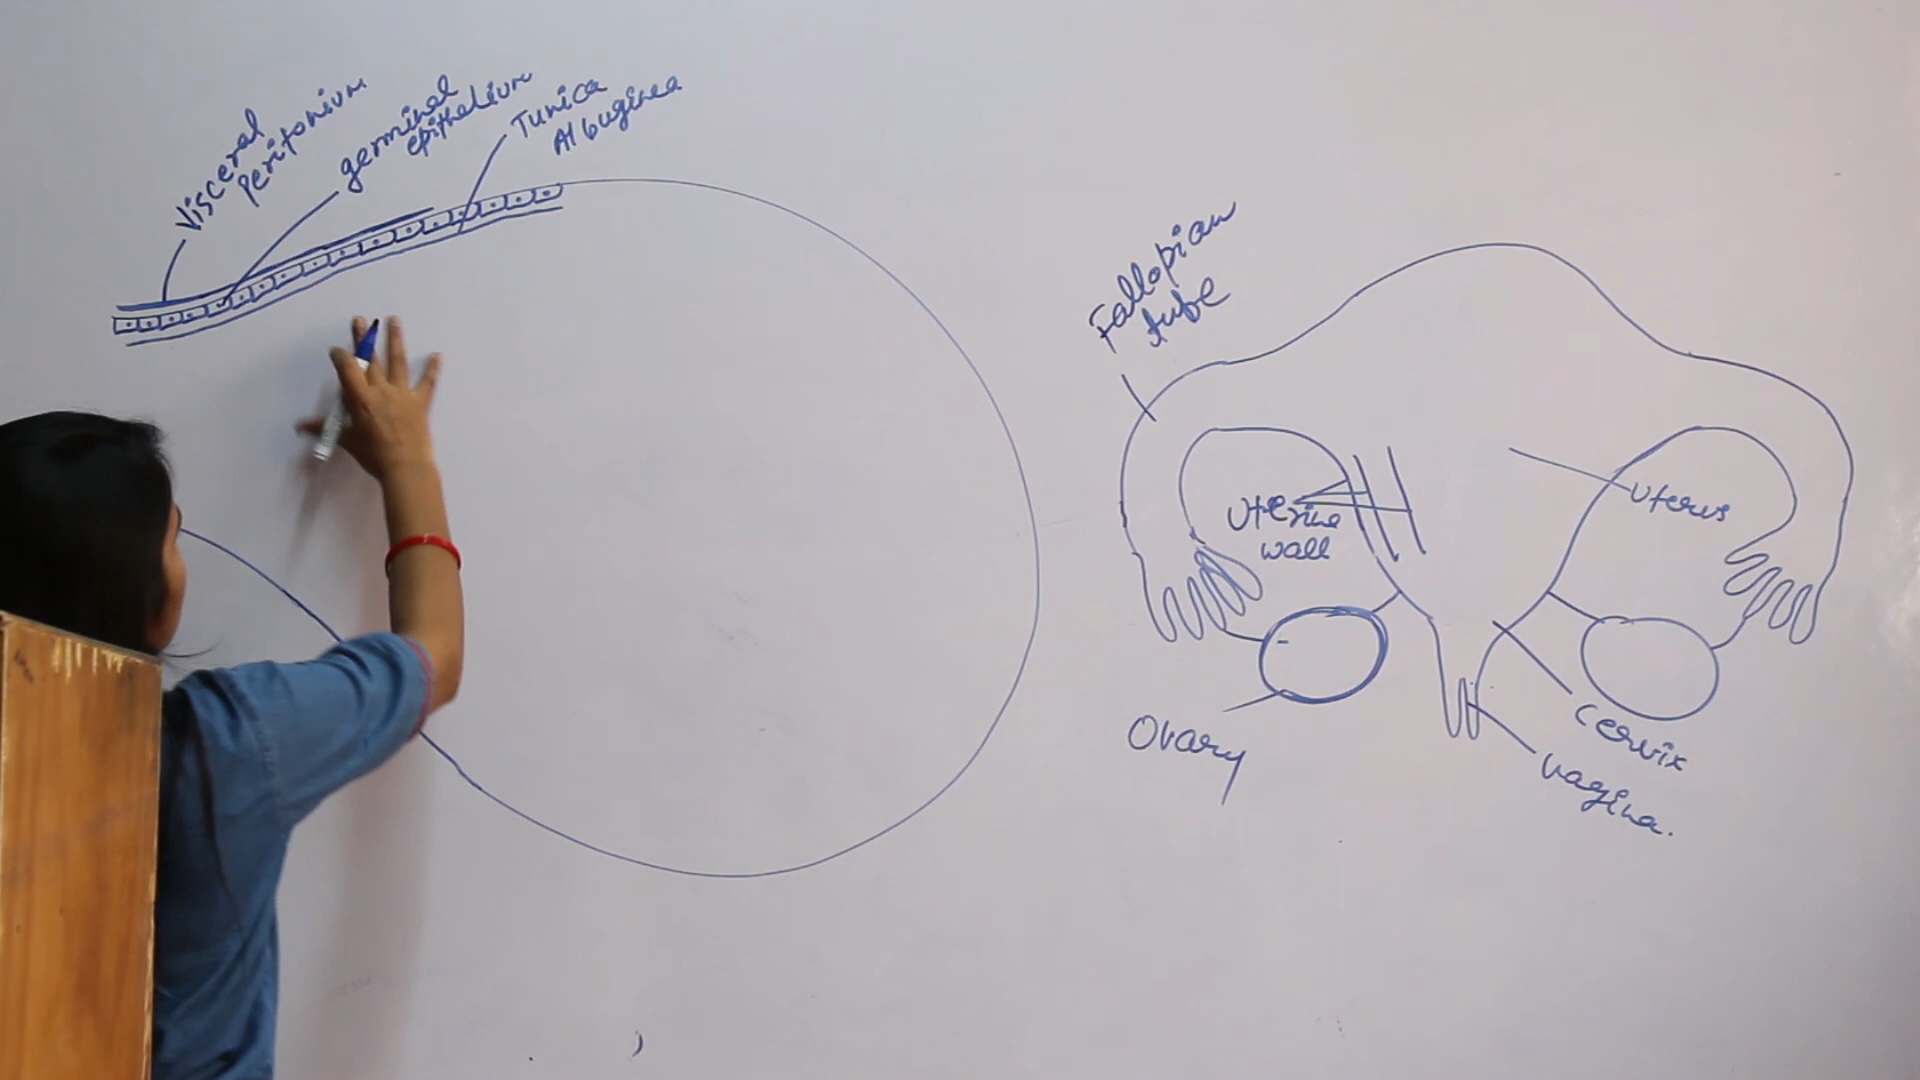 Visceral
Peritonium
germinal
epithelium
Tunica
Albuginea
Fallopian
tube
Uterine
wall
Uterus
Ovary
Cervix
vagina.